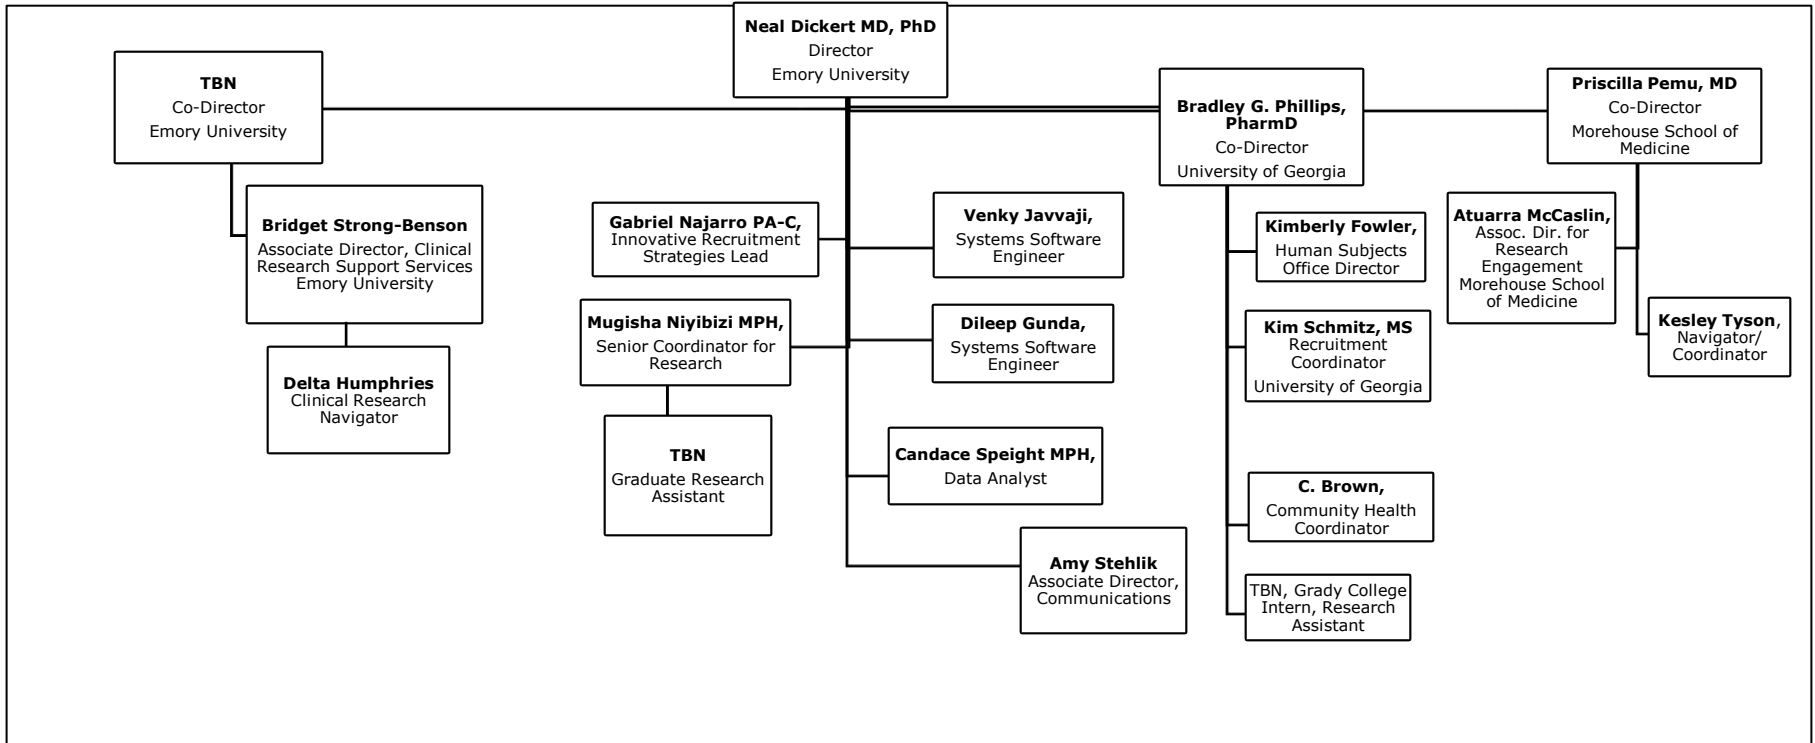 Neal Dickert MD, PhD
Director
Emory University
TBN
Co-Director
Emory University
Bridget Strong-Benson
Associate Director, Clinical
Research Support Services
Emory University
Delta Humphries
Clinical Research
Navigator
Gabriel Najarro PA-C,
Innovative Recruitment
Strategies Lead
Mugisha Niyibizi MPH,
Senior Coordinator for
Research
TBN
Graduate Research
Assistant
Venky Javvaji,
Systems Software
Engineer
Dileep Gunda,
Systems Software
Engineer
Candace Speight MPH,
Data Analyst
Amy Stehlik
Associate Director,
Communications
Bradley G. Phillips,
PharmD
Co-Director
University of Georgia
Kimberly Fowler,
Human Subjects
Office Director
Kim Schmitz, MS
Recruitment
Coordinator
University of Georgia
C. Brown,
Community Health
Coordinator
TBN, Grady College
Intern, Research
Assistant
Priscilla Pemu, MD
Co-Director
Morehouse School of
Medicine
Atuarra McCaslin,
Assoc. Dir. for
Research
Engagement
Morehouse School
of Medicine
Kesley Tyson,
Navigator/
Coordinator